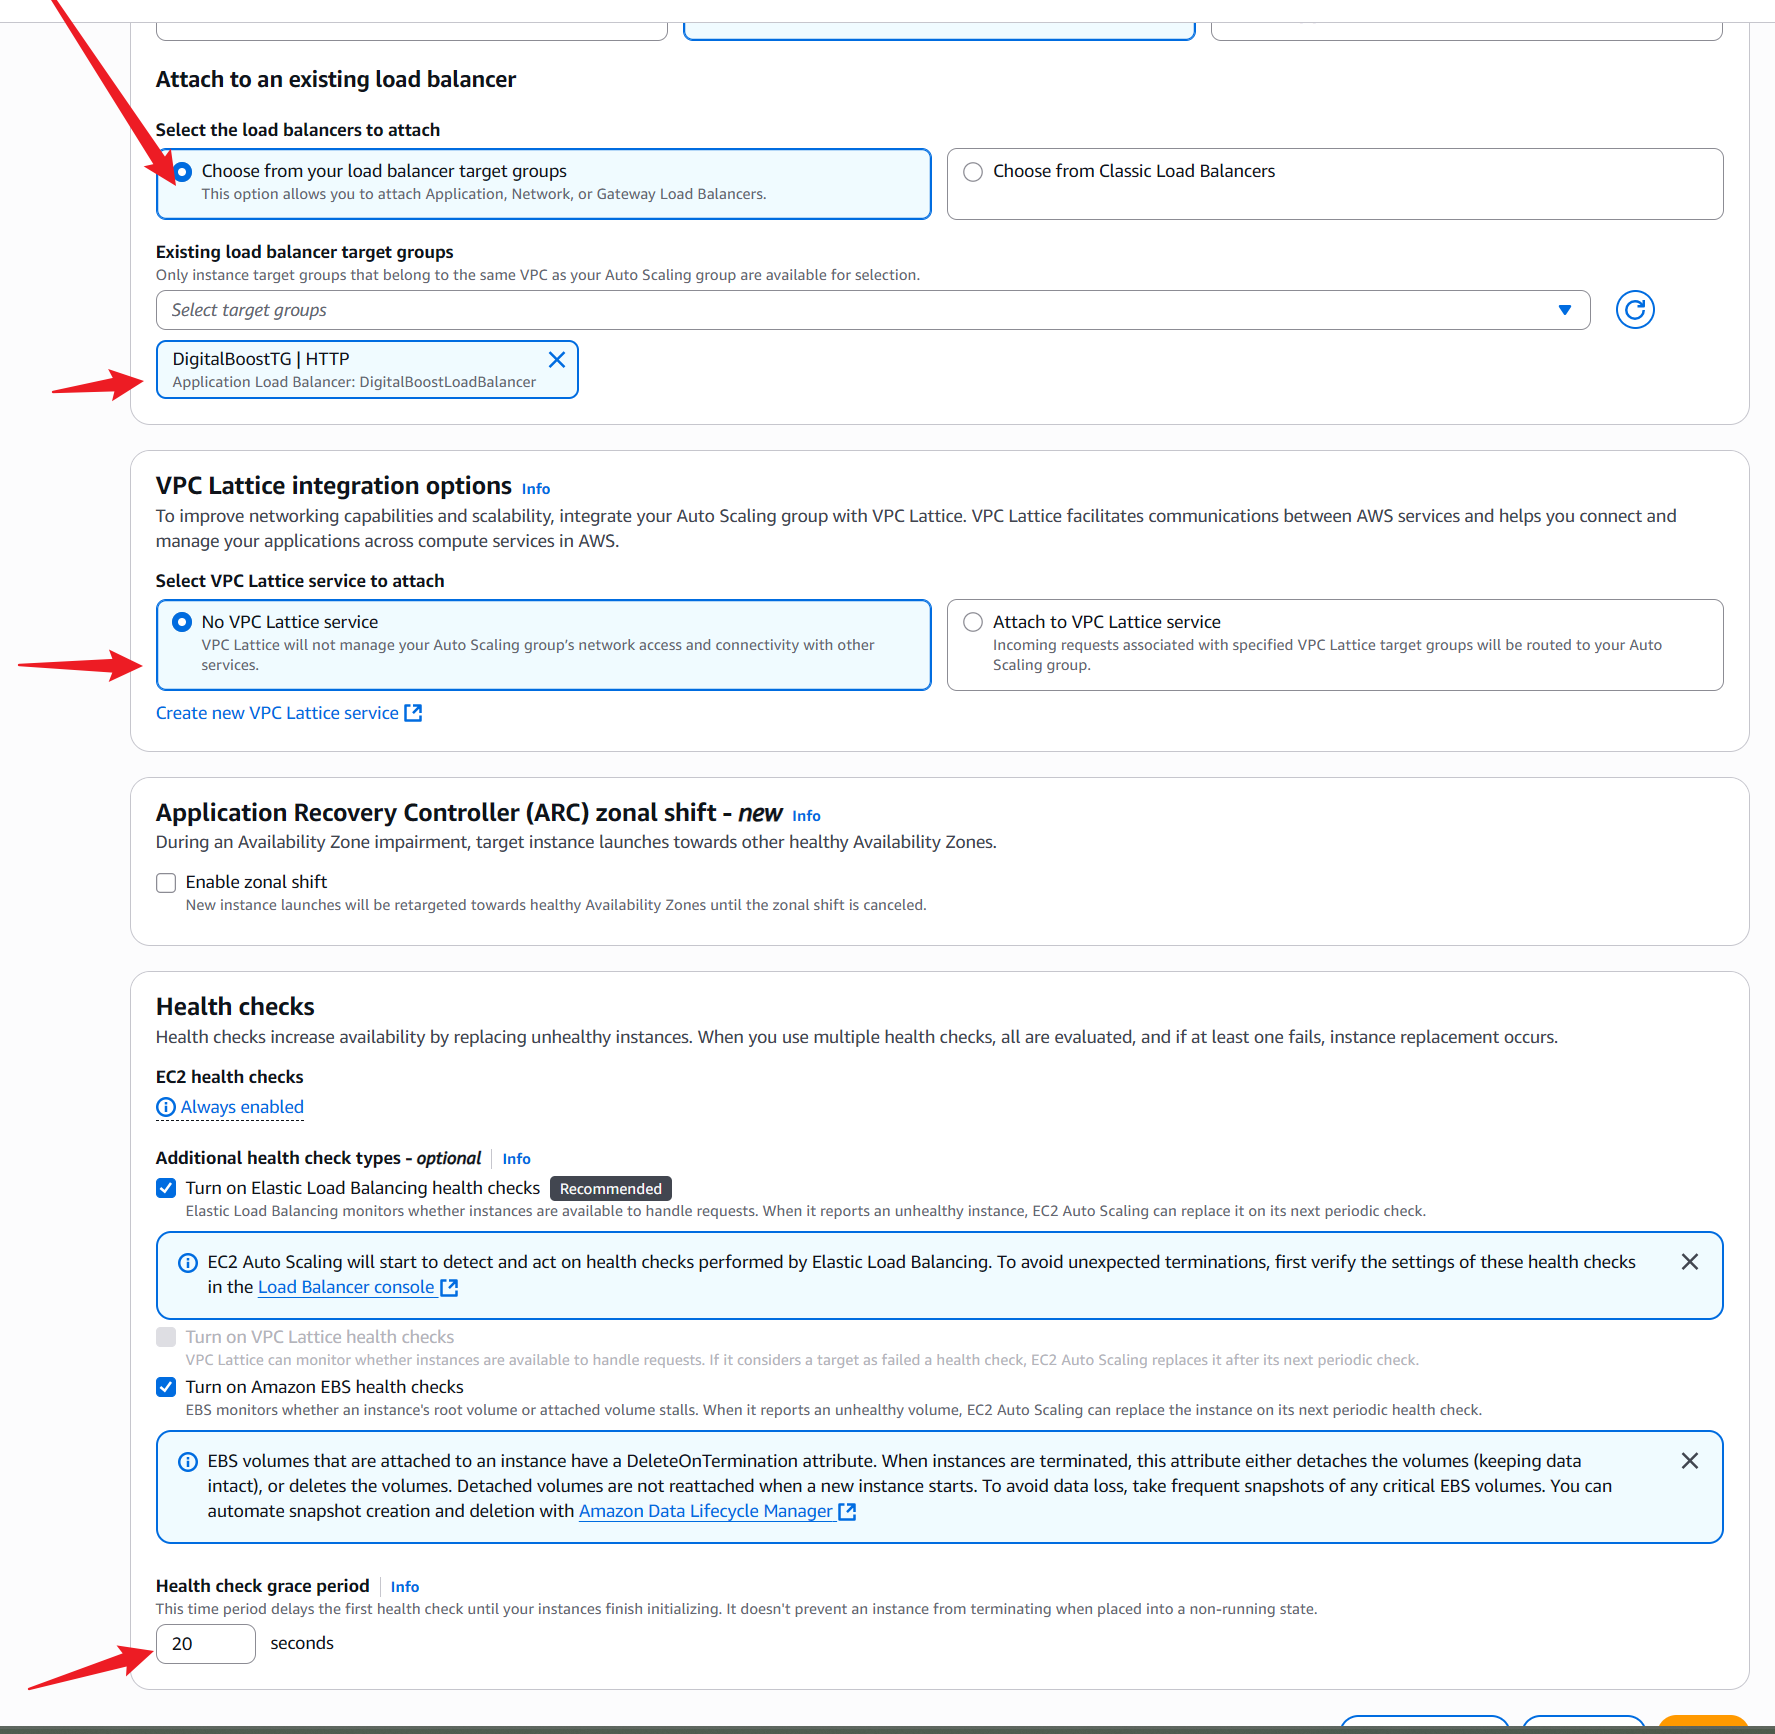 Attach to an existing load balancer
Select the load balancers to attach
Choose from your load balancer target groups
This option allows you to attach Application, Network, or Gateway Load Balancers.
Choose from Classic Load Balancers
Existing load balancer target groups
Only instance target groups that belong to the same VPC as your Auto Scaling group are available for selection.
Select target groups
DigitalBoostTG | HTTP
Application Load Balancer: DigitalBoostLoadBalancer
VPC Lattice integration options Info
To improve networking capabilities and scalability, integrate your Auto Scaling group with VPC Lattice. VPC Lattice facilitates communications between AWS services and helps you connect and
manage your applications across compute services in AWS.
Select VPC Lattice service to attach
No VPC Lattice service
VPC Lattice will not manage your Auto Scaling group's network access and connectivity with other
services.
Attach to VPC Lattice service
Incoming requests associated with specified VPC Lattice target groups will be routed to your Auto
Scaling group.
Create new VPC Lattice service
Application Recovery Controller (ARC) zonal shift - new Info
During an Availability Zone impairment, target instance launches towards other healthy Availability Zones.
Enable zonal shift
New instance launches will be retargeted towards healthy Availability Zones until the zonal shift is canceled.
Health checks
Health checks increase availability by replacing unhealthy instances. When you use multiple health checks, all are evaluated, and if at least one fails, instance replacement occurs.
EC2 health checks
Always enabled
Additional health check types - optional Info
Turn on Elastic Load Balancing health checks Recommended
Elastic Load Balancing monitors whether instances are available to handle requests. When it reports an unhealthy instance, EC2 Auto Scaling can replace it on its next periodic check.
EC2 Auto Scaling will start to detect and act on health checks performed by Elastic Load Balancing. To avoid unexpected terminations, first verify the settings of these health checks
in the Load Balancer console
Turn on VPC Lattice health checks
VPC Lattice can monitor whether instances are available to handle requests. If it considers a target as failed a health check, EC2 Auto Scaling replaces it after its next periodic check.
Turn on Amazon EBS health checks
EBS monitors whether an instance's root volume or attached volume stalls. When it reports an unhealthy volume, EC2 Auto Scaling can replace the instance on its next periodic health check.
EBS volumes that are attached to an instance have a DeleteOnTermination attribute. When instances are terminated, this attribute either detaches the volumes (keeping data
intact), or deletes the volumes. Detached volumes are not reattached when a new instance starts. To avoid data loss, take frequent snapshots of any critical EBS volumes. You can
automate snapshot creation and deletion with Amazon Data Lifecycle Manager
Health check grace period Info
This time period delays the first health check until your instances finish initializing. It doesn't prevent an instance from terminating when placed into a non-running state.
20 seconds